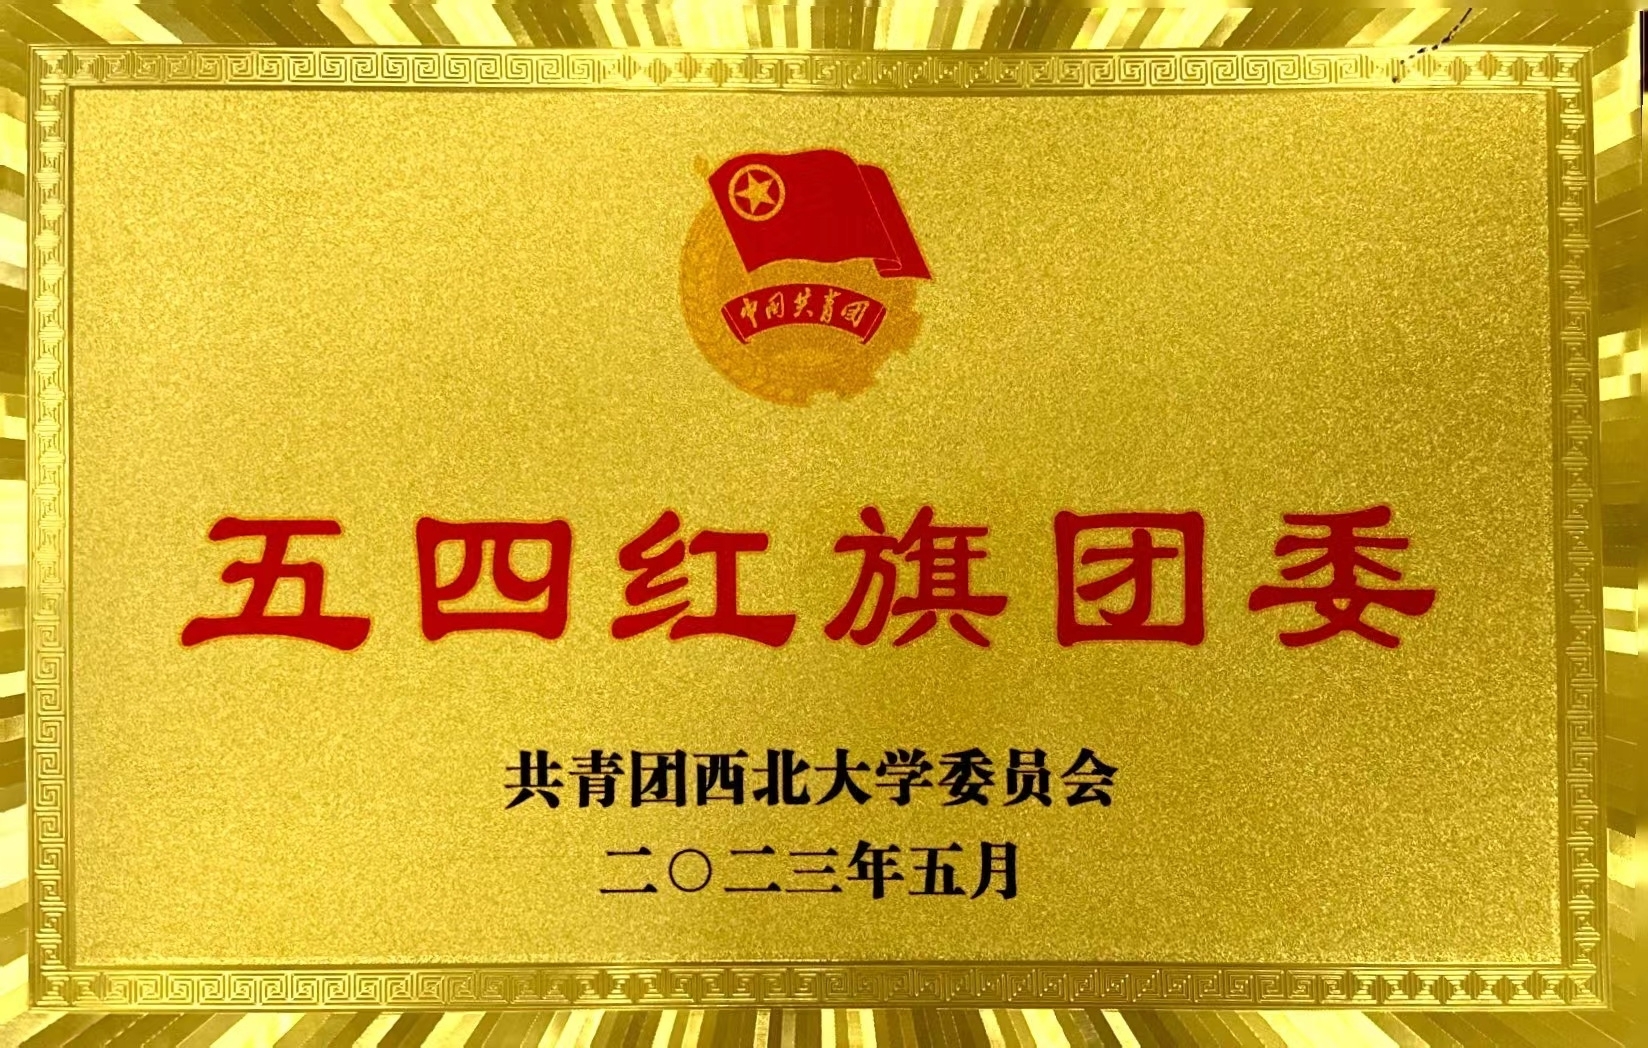 中国共青团
五四红旗团委
共青团西北大学委员会
二〇二三年五月